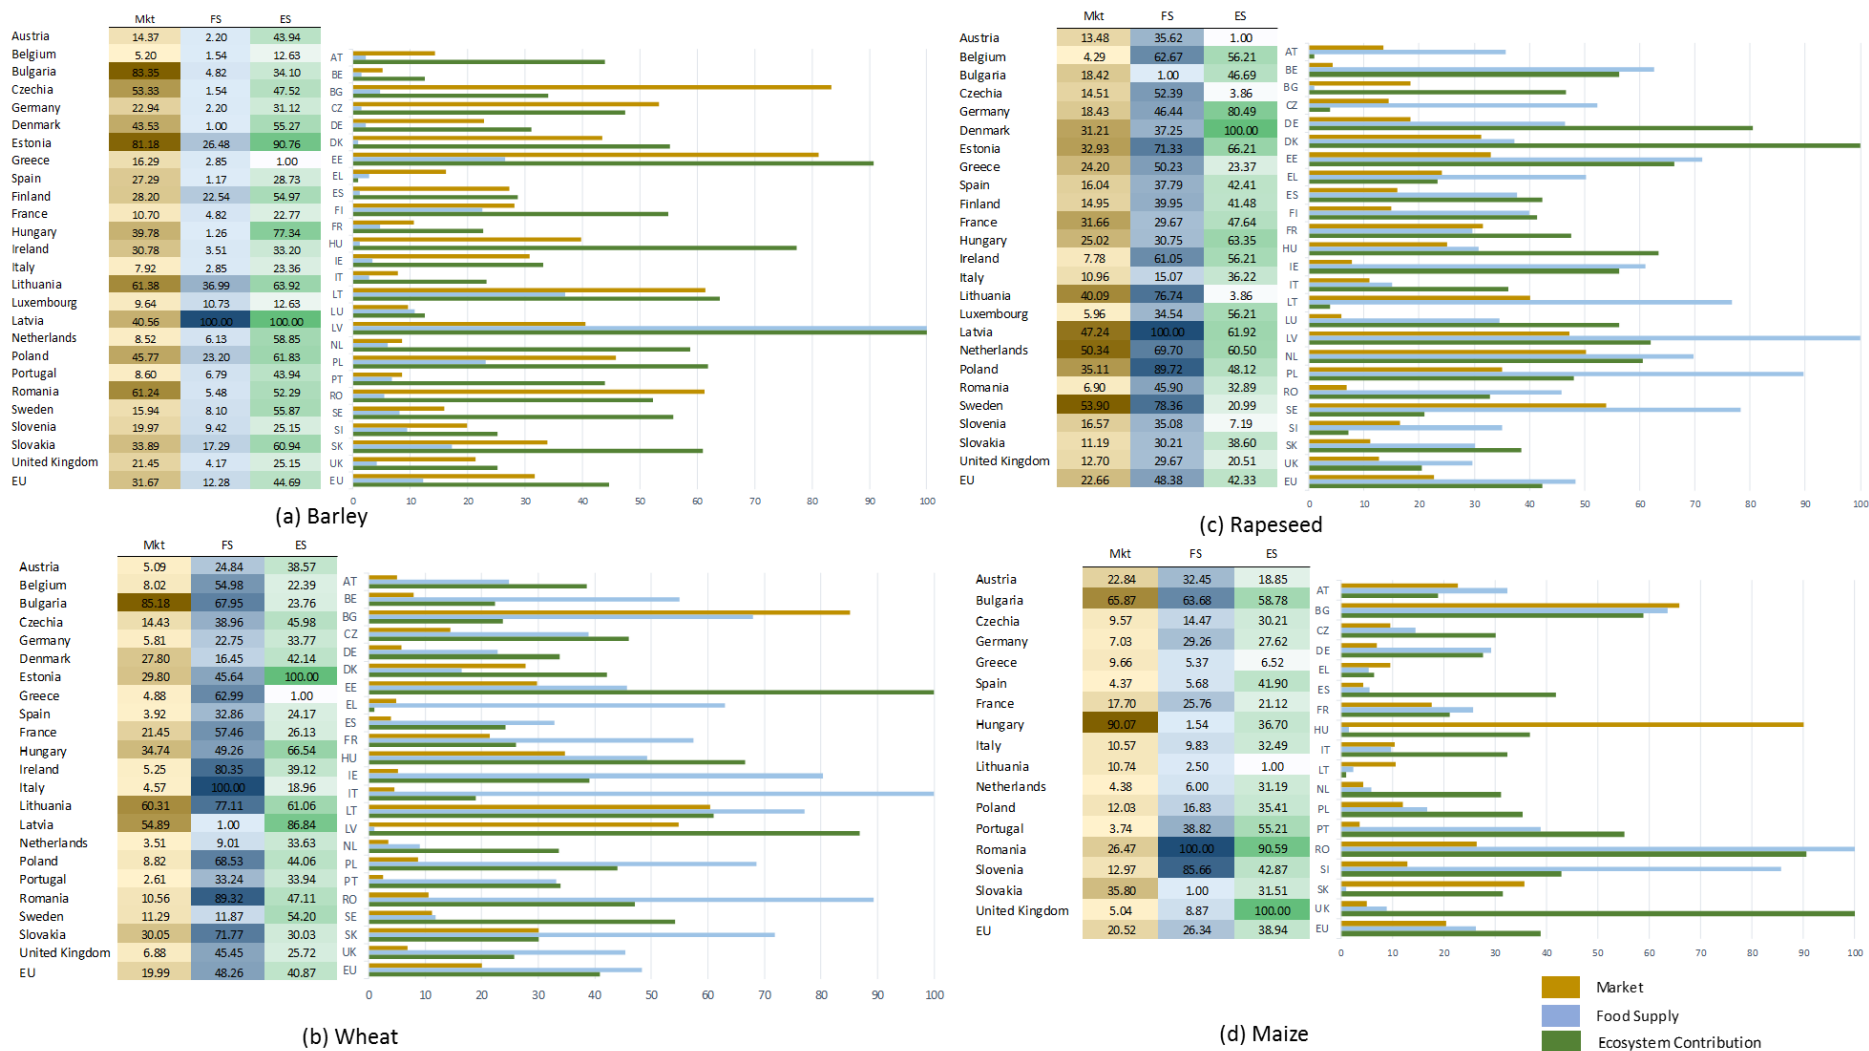 Mkt FS ES
Austria 14.37 2.20 43.94
Belgium 5.20 1.54 12.63
Bulgaria 83.35 4.82 34.10
Czechia 53.33 1.54 47.52
Germany 22.94 2.20 31.12
Denmark 43.53 1.00 55.27
Estonia 81.18 26.48 90.76
Greece 16.29 2.85 1.00
Spain 27.29 1.17 28.73
Finland 28.20 22.54 54.97
France 10.70 4.82 22.77
Hungary 39.78 1.26 77.34
Ireland 30.78 3.51 33.20
Italy 7.92 2.85 23.36
Lithuania 61.38 36.99 63.92
Luxembourg 9.64 10.73 12.63
Latvia 40.56 100.00 100.00
Netherlands 8.52 6.13 58.85
Poland 45.77 23.20 61.83
Portugal 8.60 6.79 43.94
Romania 61.24 5.48 52.29
Sweden 15.94 8.10 55.87
Slovenia 19.97 9.42 25.15
Slovakia 33.89 17.29 60.94
United Kingdom 21.45 4.17 25.15
EU 31.67 12.28 44.69
AT
BE
BG
CZ
DE
DK
EE
EL
ES
FI
FR
HU
IE
IT
LT
LU
LV
NL
PL
PT
RO
SE
SI
SK
UK
EU
0 10 20 30 40 50 60 70 80 90 100
(a) Barley
Mkt FS ES
Austria 13.48 35.62 1.00
Belgium 4.29 62.67 56.21
Bulgaria 18.42 1.00 46.69
Czechia 14.51 52.39 3.86
Germany 18.43 46.44 80.49
Denmark 31.21 37.25 100.00
Estonia 32.93 71.33 66.21
Greece 24.20 50.23 23.37
Spain 16.04 37.79 42.41
Finland 14.95 39.95 41.48
France 31.66 29.67 47.64
Hungary 25.02 30.75 63.35
Ireland 7.78 61.05 56.21
Italy 10.96 15.07 36.22
Lithuania 40.09 76.74 3.86
Luxembourg 5.96 34.54 56.21
Latvia 47.24 100.00 61.92
Netherlands 50.34 69.70 60.50
Poland 35.11 89.72 48.12
Romania 6.90 45.90 32.89
Sweden 53.90 78.36 20.99
Slovenia 16.57 35.08 7.19
Slovakia 11.19 30.21 38.60
United Kingdom 12.70 29.67 20.51
EU 22.66 48.38 42.33
AT
BE
BG
CZ
DE
DK
EE
EL
ES
FI
FR
HU
IE
IT
LT
LU
LV
NL
PL
RO
SE
SI
SK
UK
EU
0 10 20 30 40 50 60 70 80 90 100
(c) Rapeseed
Mkt FS ES
Austria 5.09 24.84 38.57
Belgium 8.02 54.98 22.39
Bulgaria 85.18 67.95 23.76
Czechia 14.43 38.96 45.98
Germany 5.81 22.75 33.77
Denmark 27.80 16.45 42.14
Estonia 29.80 45.64 100.00
Greece 4.88 62.99 1.00
Spain 3.92 32.86 24.17
France 21.45 57.46 26.13
Hungary 34.74 49.26 66.54
Ireland 5.25 80.35 39.12
Italy 4.57 100.00 18.96
Lithuania 60.31 77.11 61.06
Latvia 54.89 1.00 86.84
Netherlands 3.51 9.01 33.63
Poland 8.82 68.53 44.06
Portugal 2.61 33.24 33.94
Romania 10.56 89.32 47.11
Sweden 11.29 11.87 54.20
Slovakia 30.05 71.77 30.03
United Kingdom 6.88 45.45 25.72
EU 19.99 48.26 40.87
AT
BE
BG
CZ
DE
DK
EE
EL
ES
FR
HU
IE
IT
LT
LV
NL
PL
PT
RO
SE
SK
UK
EU
0 10 20 30 40 50 60 70 80 90 100
(b) Wheat
Mkt FS ES
Austria 22.84 32.45 18.85
Bulgaria 65.87 63.68 58.78
Czechia 9.57 14.47 30.21
Germany 7.03 29.26 27.62
Greece 9.66 5.37 6.52
Spain 4.37 5.68 41.90
France 17.70 25.76 21.12
Hungary 90.07 1.54 36.70
Italy 10.57 9.83 32.49
Lithuania 10.74 2.50 1.00
Netherlands 4.38 6.00 31.19
Poland 12.03 16.83 35.41
Portugal 3.74 38.82 55.21
Romania 26.47 100.00 90.59
Slovenia 12.97 85.66 42.87
Slovakia 35.80 1.00 31.51
United Kingdom 5.04 8.87 100.00
EU 20.52 26.34 38.94
AT
BG
CZ
DE
EL
ES
FR
HU
IT
LT
NL
PL
PT
RO
SI
SK
UK
EU
0 10 20 30 40 50 60 70 80 90 100
(d) Maize
Market
Food Supply
Ecosystem Contribution